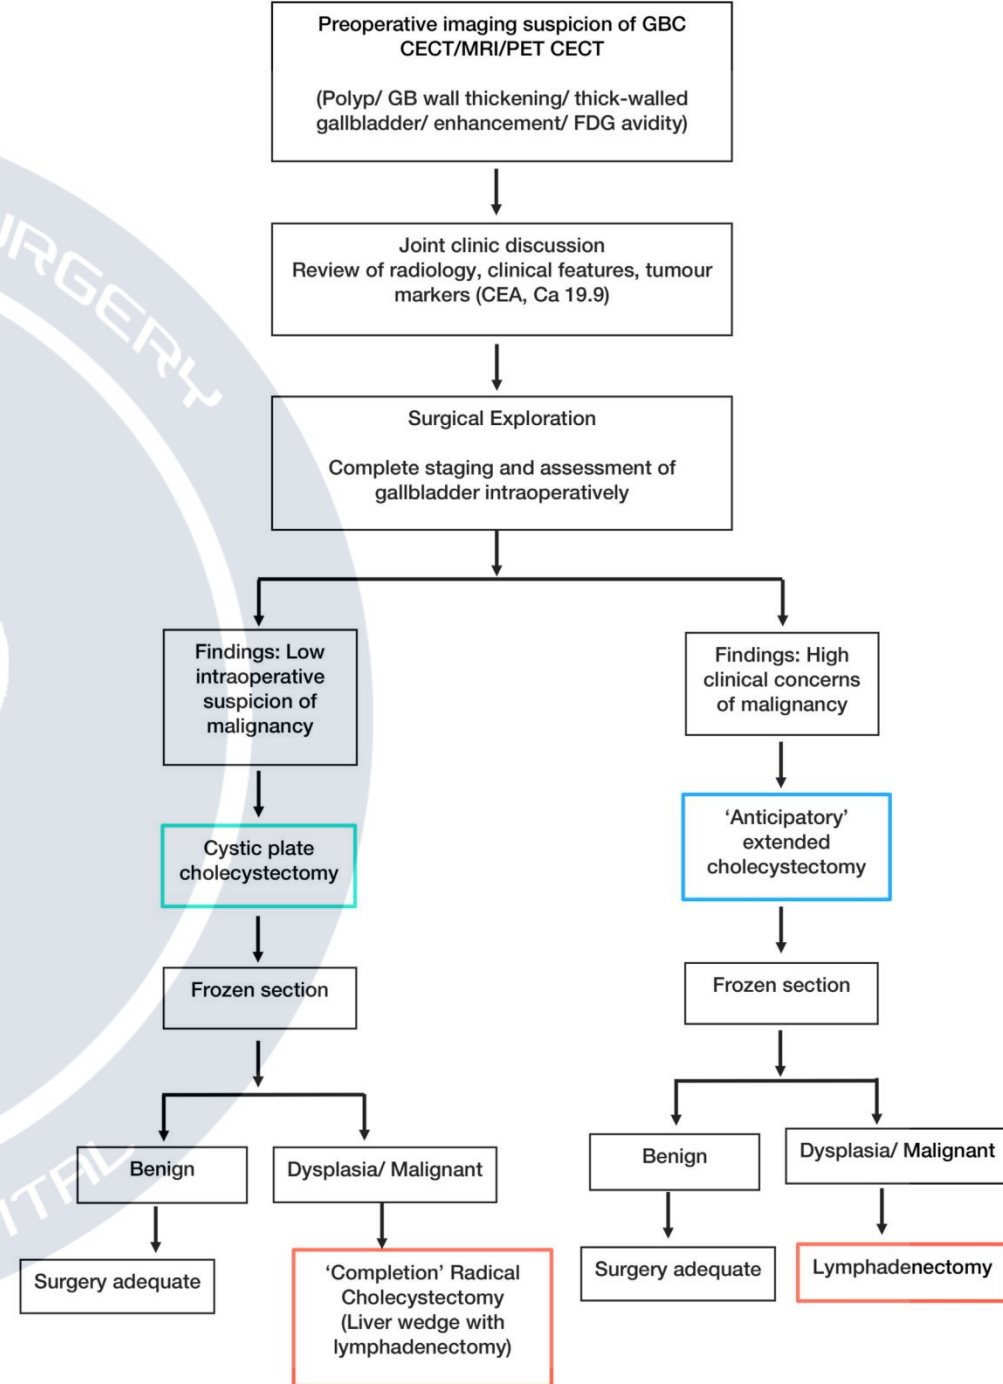 Preoperative imaging suspicion of GBC
CECT/MRI/PET CECT
(Polyp/ GB wall thickening/ thick-walled
gallbladder/ enhancement/ FDG avidity)
Joint clinic discussion
Review of radiology, clinical features, tumour
markers (CEA, Ca 19.9)
Surgical Exploration
Complete staging and assessment of
gallbladder intraoperatively
Findings: Low
intraoperative
suspicion of
malignancy
Findings: High
clinical concerns
of malignancy
Cystic plate
cholecystectomy
‘Anticipatory’
extended
cholecystectomy
Frozen section
Frozen section
Benign
Dysplasia/ Malignant
Benign
Dysplasia/ Malignant
Surgery adequate
‘Completion’ Radical
Cholecystectomy
(Liver wedge with
lymphadenectomy)
Surgery adequate
Lymphadenectomy